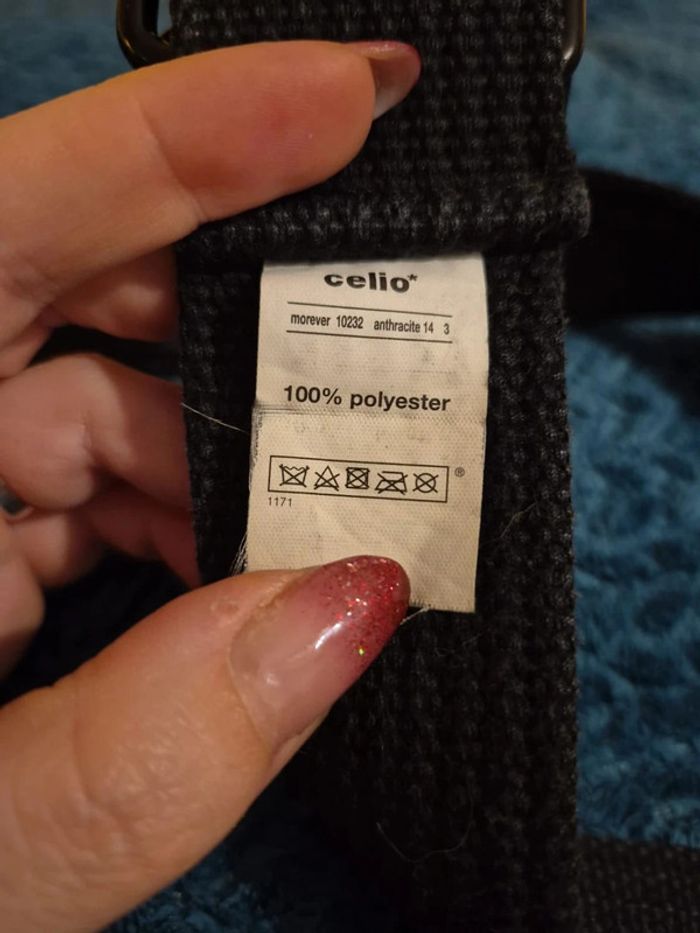 celio*
morever 10232 anthracite 14 3
100% polyester
®
1171